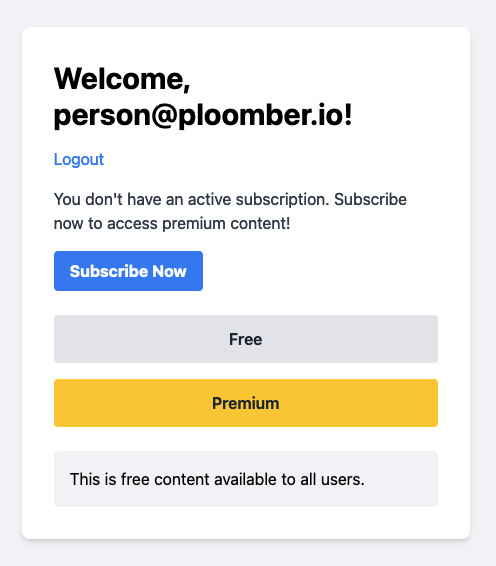 Welcome,
person@ploomber.io!
Logout
You don't have an active subscription. Subscribe
now to access premium content!
Subscribe Now
Free
Premium
This is free content available to all users.